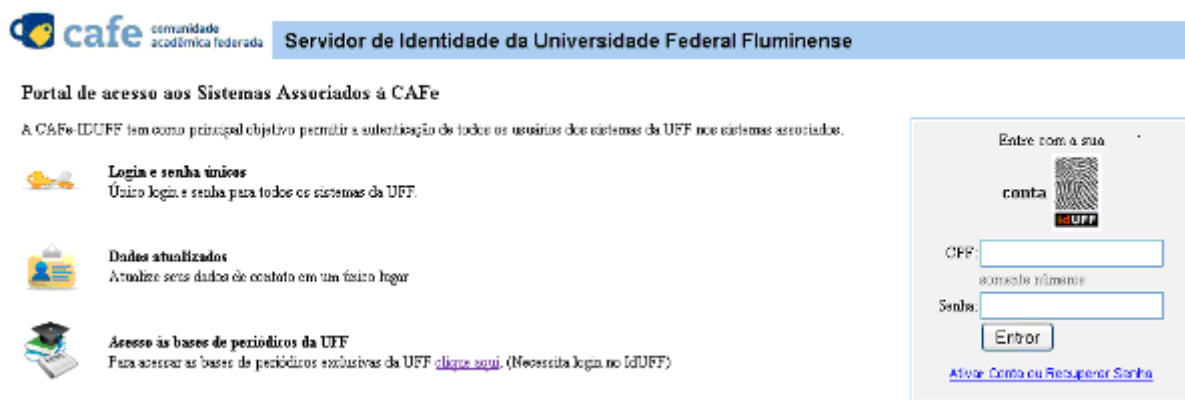 cafe comunidade
acadêmica federada
Servidor de Identidade da Universidade Federal Fluminense
Portal de acesso aos Sistemas Associados à CAFe
A CAFe-IDUFF tem como principal objetivo permitir a autenticação de todos os usuários dos sistemas da UFF nos sistemas associados.
Login e senha únicos
Único login e senha para todos os sistemas da UFF.
Dados atualizados
Atualize seus dados de contato em um único lugar
Acesso às bases de periódicos da UFF
Para acessar as bases de periódicos exclusivas da UFF clique aqui. (Necessita login no IdUFF)
Entre com a sua
conta
idUFF
CPF:
somente números
Senha:
Entrar
Ativar Conta ou Recuperar Senha